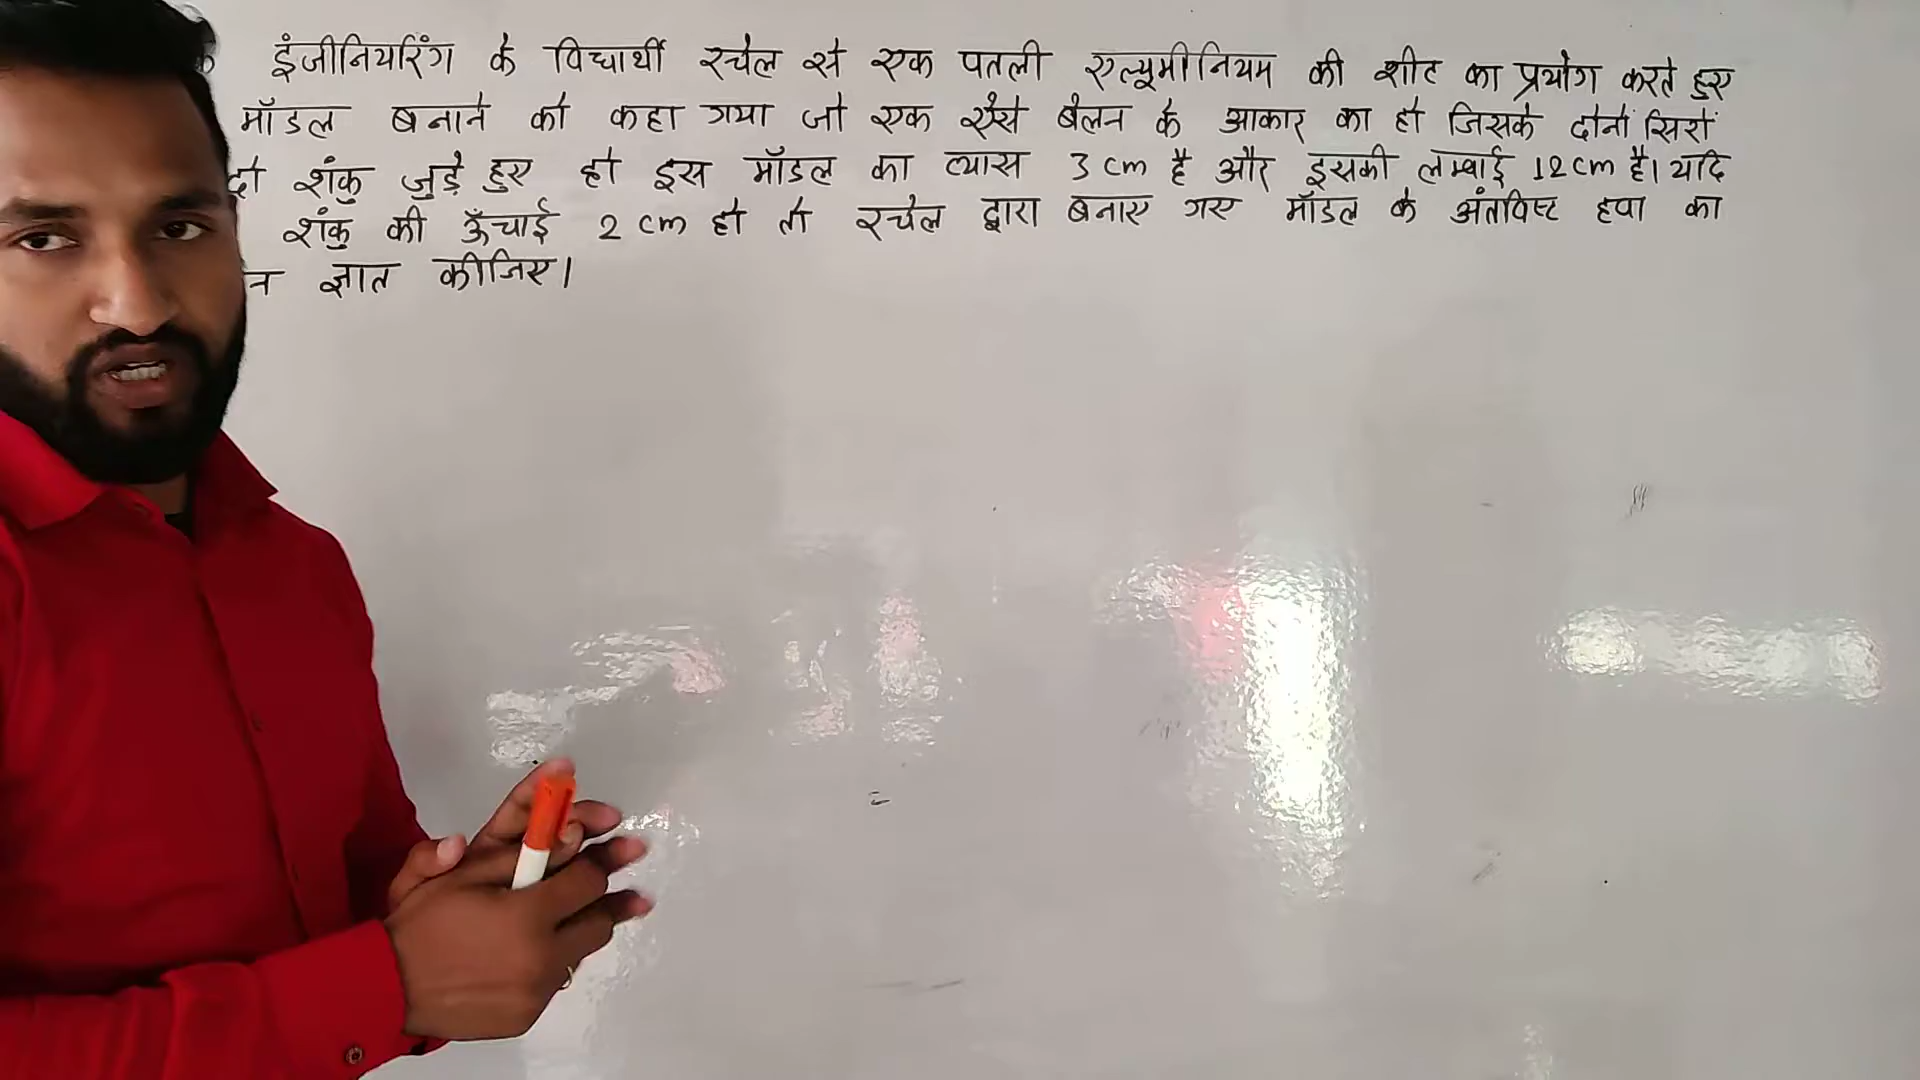 इंजीनियरिंग के विद्यार्थी रचेल से एक पतली एल्यूमीनियम की शीट का प्रयोग करते हुए
मॉडल बनाने को कहा गया जो एक ऐसे बेलन के आकार का हो जिसके दोनों सिरों
दो शंकु जुड़े हुए हो इस मॉडल का व्यास 3 cm है और इसकी लम्बाई 12 cm है। यदि
शंकु की ऊँचाई 2 cm हो तो रचेल द्वारा बनाए गए मॉडल के अंतविष्ट हवा का
न ज्ञात कीजिए।